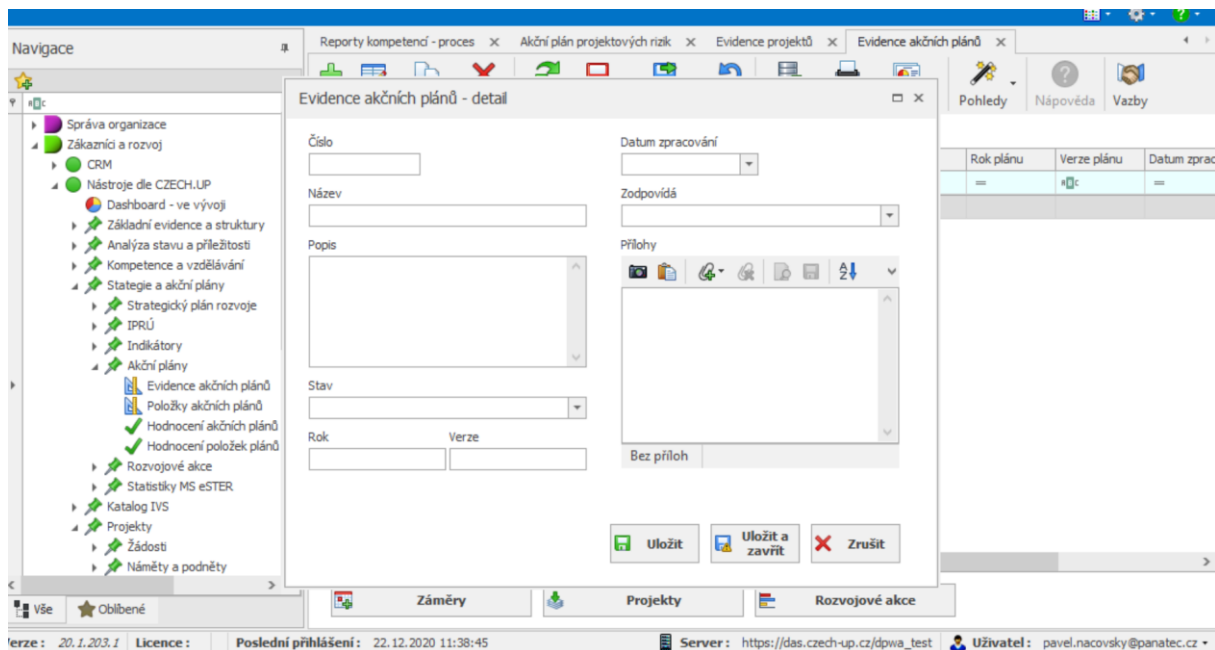 Navigace
Reporty kompetencí - proces
Akční plán projektových rizik
Evidence projektů
Evidence akčních plánů
Pohledy
Nápověda
Vazby
Správa organizace
Zákazníci a rozvoj
CRM
Nástroje dle CZECH.UP
Dashboard - ve vývoji
Základní evidence a struktury
Analýza stavu a příležitosti
Kompetence a vzdělávání
Stategie a akční plány
Strategický plán rozvoje
IPRÚ
Indikátory
Akční plány
Evidence akčních plánů
Položky akčních plánů
Hodnocení akčních plánů
Hodnocení položek plánů
Rozvojové akce
Statistiky MS eSTER
Katalog IVS
Projekty
Žádosti
Náměty a podněty
Vše
Oblíbené
Evidence akčních plánů - detail
Číslo
Datum zpracování
Název
Zodpovídá
Popis
Přílohy
Stav
Rok
Verze
Bez příloh
Uložit
Uložit a
zavřít
Zrušit
Rok plánu
Verze plánu
Datum zprac
Záměry
Projekty
Rozvojové akce
Verze : 20.1.203.1 Licence : Poslední přihlášení : 22.12.2020 11:38:45 Server : https://das.czech-up.cz/dpwa_test Uživatel : pavel.nacovsky@panatec.cz